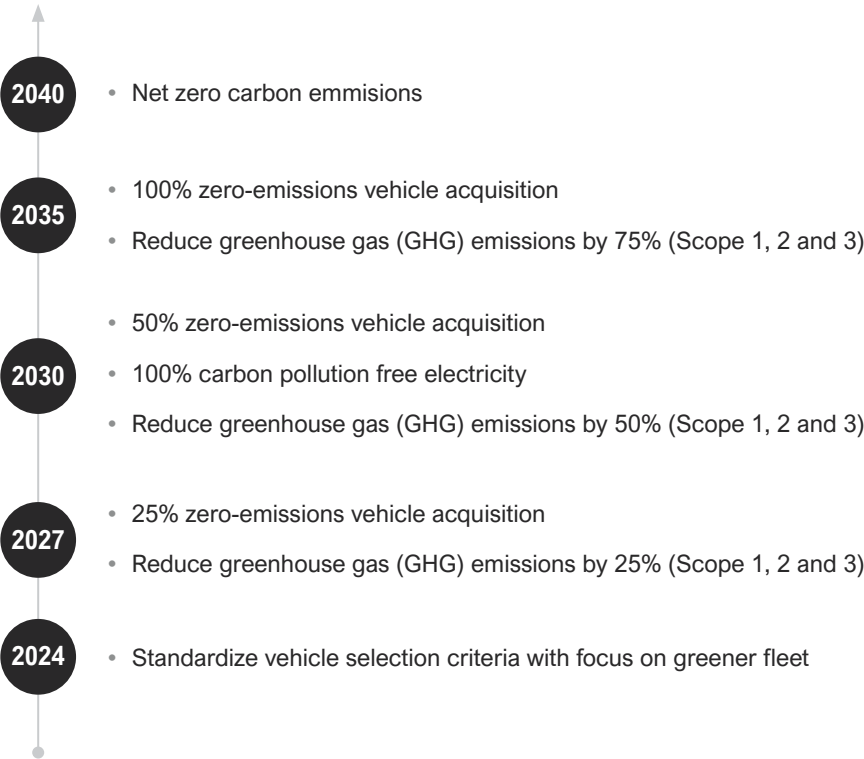 2040
• Net zero carbon emmisions
2035
• 100% zero-emissions vehicle acquisition
• Reduce greenhouse gas (GHG) emissions by 75% (Scope 1, 2 and 3)
2030
• 50% zero-emissions vehicle acquisition
• 100% carbon pollution free electricity
• Reduce greenhouse gas (GHG) emissions by 50% (Scope 1, 2 and 3)
2027
• 25% zero-emissions vehicle acquisition
• Reduce greenhouse gas (GHG) emissions by 25% (Scope 1, 2 and 3)
2024
• Standardize vehicle selection criteria with focus on greener fleet